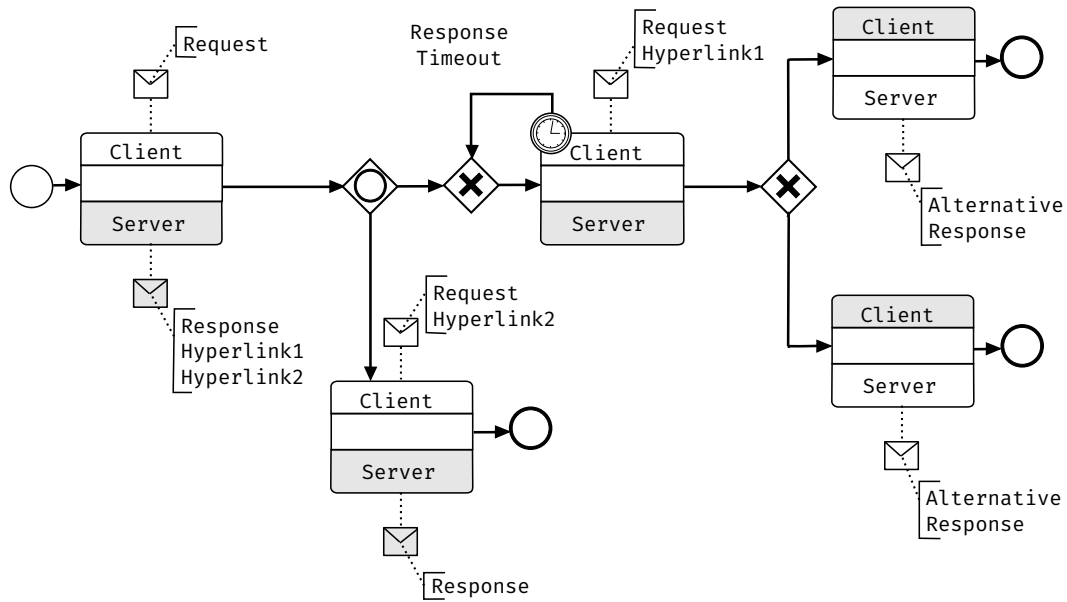 Request
Client
Server
Response
Hyperlink1
Hyperlink2
Response
Timeout
Request
Hyperlink1
Client
Server
Request
Hyperlink2
Client
Server
Response
Client
Server
Alternative
Response
Client
Server
Alternative
Response